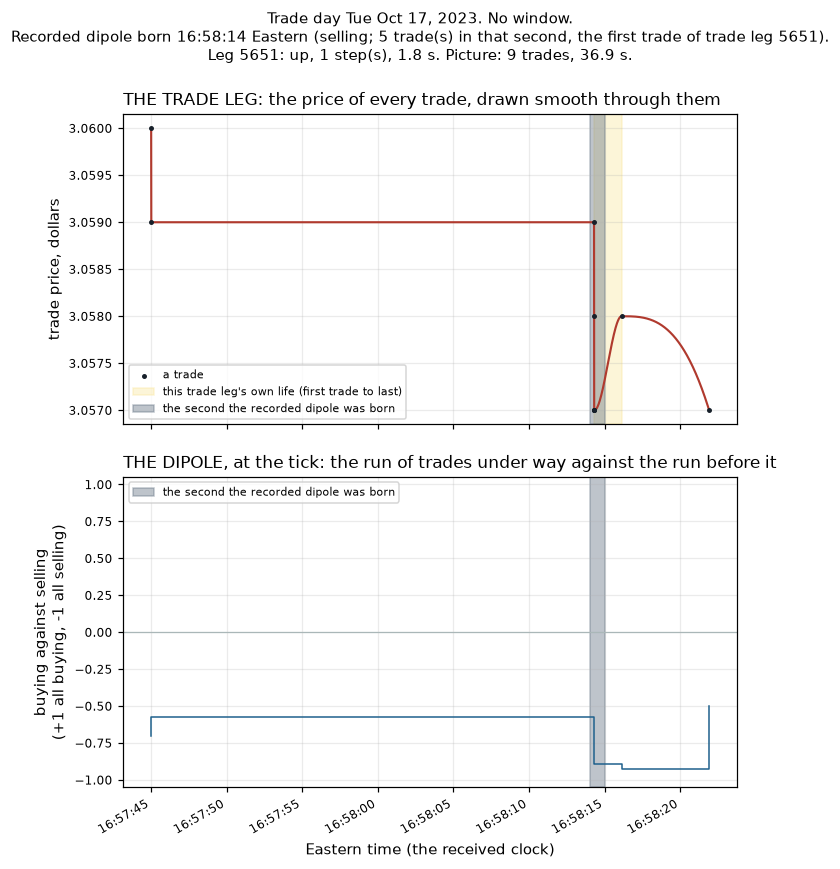 Trade day Tue Oct 17, 2023. No window.
Recorded dipole born 16:58:14 Eastern (selling; 5 trade(s) in that second, the first trade of trade leg 5651).
Leg 5651: up, 1 step(s), 1.8 s. Picture: 9 trades, 36.9 s.
THE TRADE LEG: the price of every trade, drawn smooth through them
trade price, dollars
3.0600
3.0595
3.0590
3.0585
3.0580
3.0575
3.0570
a trade
this trade leg's own life (first trade to last)
the second the recorded dipole was born
THE DIPOLE, at the tick: the run of trades under way against the run before it
buying against selling
(+1 all buying, -1 all selling)
1.00
0.75
0.50
0.25
0.00
−0.25
−0.50
−0.75
−1.00
the second the recorded dipole was born
16:57:45
16:57:50
16:57:55
16:58:00
16:58:05
16:58:10
16:58:15
16:58:20
Eastern time (the received clock)